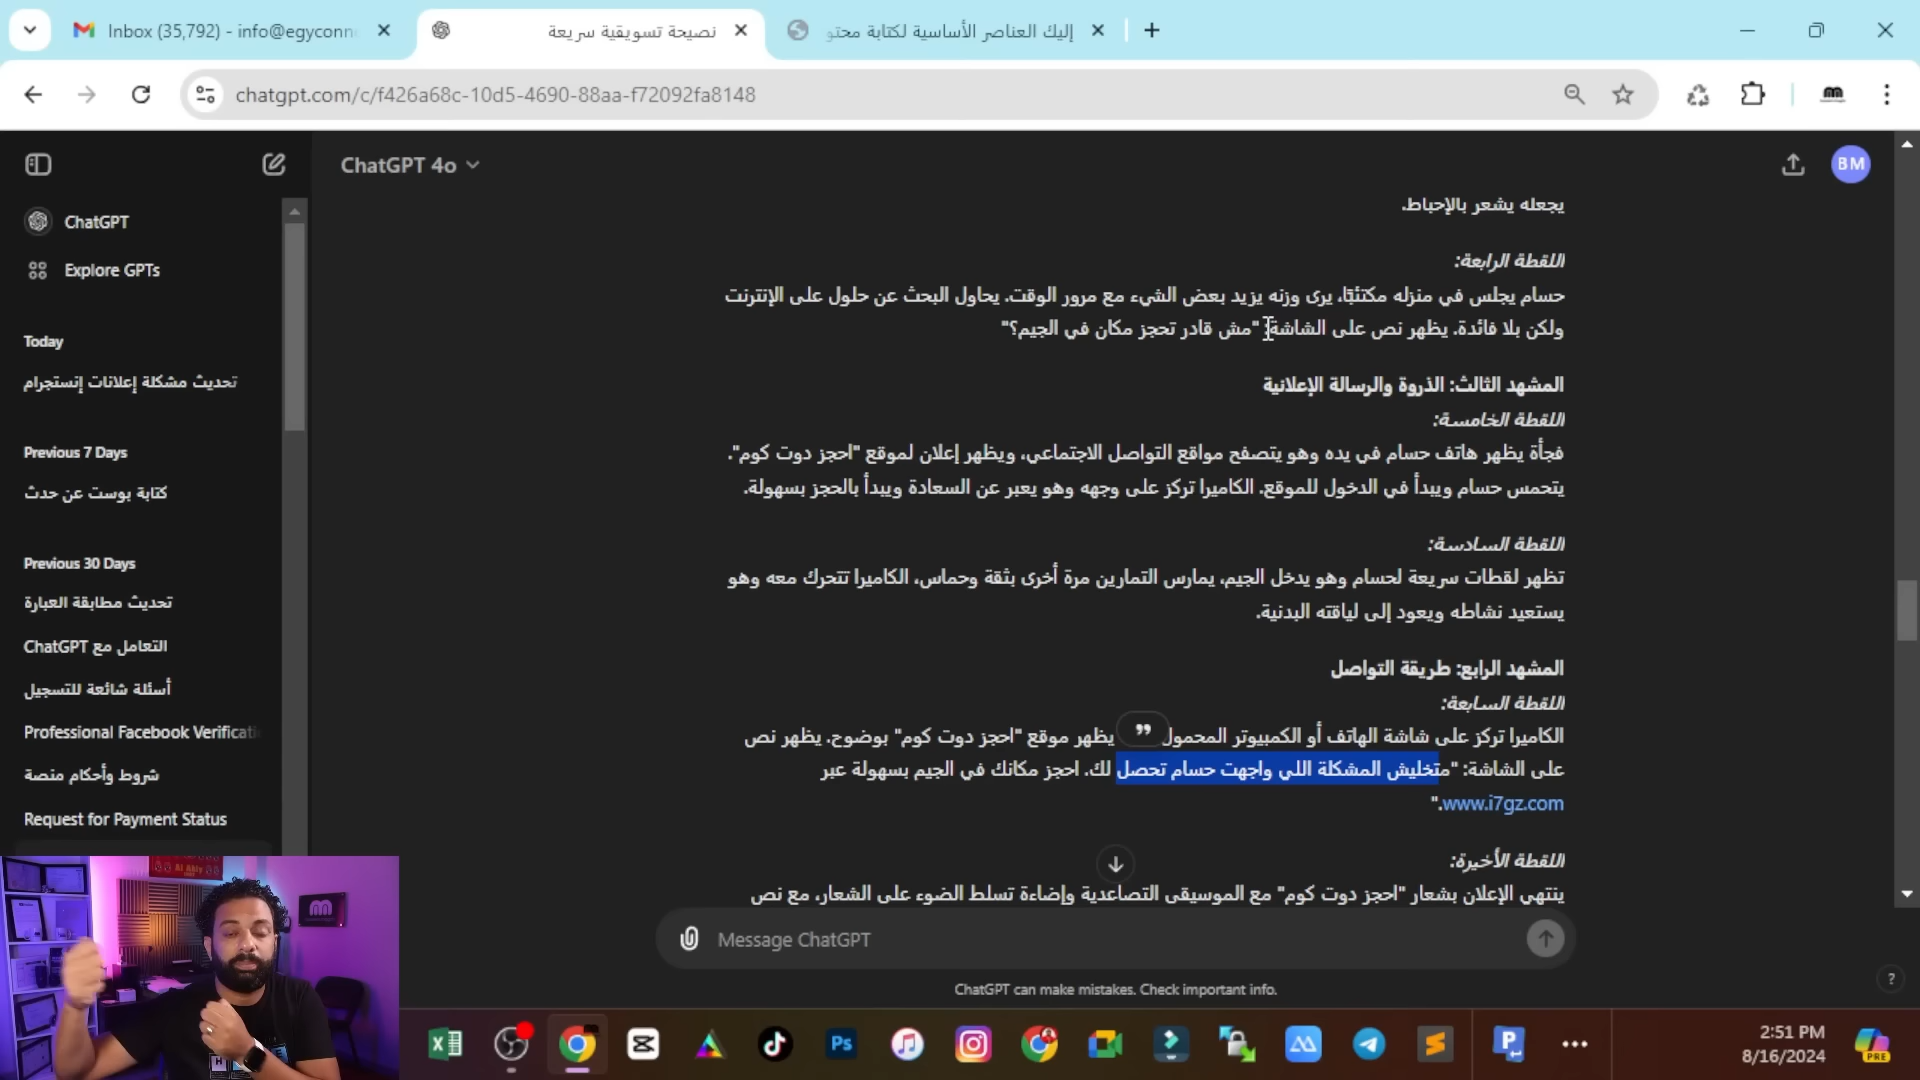 Inbox (35,792) - info@egyconn
نصيحة تسويقية سريعة
إليك العناصر الأساسية لكتابة محتو
chatgpt.com/c/f426a68c-10d5-4690-88aa-f72092fa8148
ChatGPT 4o
BM
ChatGPT
Explore GPTs
Today
تحديث مشكلة إعلانات إنستجرام
Previous 7 Days
كتابة بوست عن حدث
Previous 30 Days
تحديث مطابقة العبارة
التعامل مع ChatGPT
أسئلة شائعة للتسجيل
Professional Facebook Verificati
شروط وأحكام منصة
Request for Payment Status
يجعله يشعر بالإحباط.
اللقطة الرابعة:
حسام يجلس في منزله مكتئبًا، يرى وزنه يزيد بعض الشيء مع مرور الوقت. يحاول البحث عن حلول على الإنترنت
ولكن بلا فائدة. يظهر نص على الشاشة: "مش قادر تحجز مكان في الجيم؟"
المشهد الثالث: الذروة والرسالة الإعلانية
اللقطة الخامسة:
فجأة يظهر هاتف حسام في يده وهو يتصفح مواقع التواصل الاجتماعي، ويظهر إعلان لموقع "احجز دوت كوم".
يتحمس حسام ويبدأ في الدخول للموقع. الكاميرا تركز على وجهه وهو يعبر عن السعادة ويبدأ بالحجز بسهولة.
اللقطة السادسة:
تظهر لقطات سريعة لحسام وهو يدخل الجيم، يمارس التمارين مرة أخرى بثقة وحماس، الكاميرا تتحرك معه وهو
يستعيد نشاطه ويعود إلى لياقته البدنية.
المشهد الرابع: طريقة التواصل
اللقطة السابعة:
الكاميرا تركز على شاشة الهاتف أو الكمبيوتر المحمول يظهر موقع "احجز دوت كوم" بوضوح. يظهر نص
على الشاشة: "متخليش المشكلة اللي واجهت حسام تحصل لك. احجز مكانك في الجيم بسهولة عبر
www.i7gz.com."
اللقطة الأخيرة:
ينتهي الإعلان بشعار "احجز دوت كوم" مع الموسيقى التصاعدية وإضاءة تسلط الضوء على الشعار، مع نص
Message ChatGPT
ChatGPT can make mistakes. Check important info.
?
Al Ahly
Ps
2:51 PM
8/16/2024
PRE